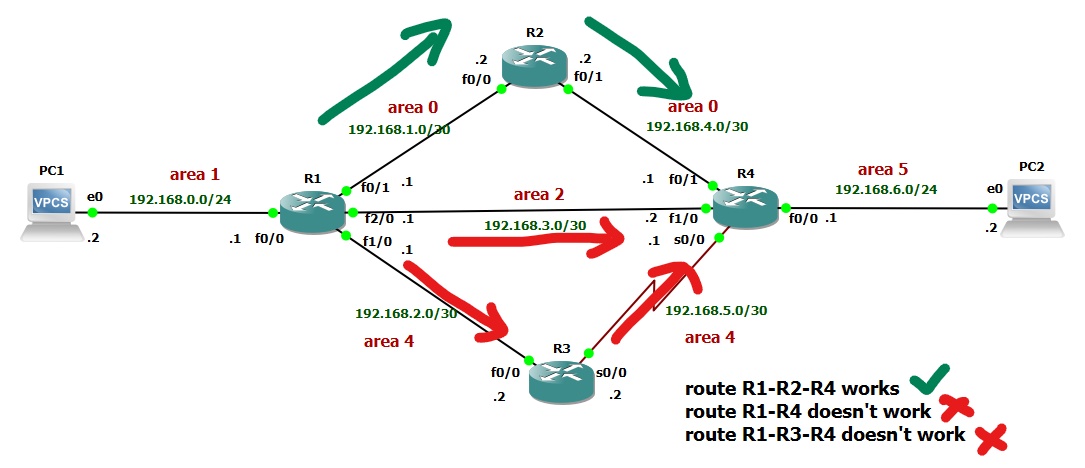 R2
.2
.2
f0/0
f0/1
area 0
area 0
192.168.1.0/30
192.168.4.0/30
PC1
area 1
R1
area 2
R4
area 5
PC2
VPCS
e0
192.168.0.0/24
f0/1
.1
.1
f0/1
192.168.6.0/24
e0
VPCS
.2
.1
f0/0
f2/0
.1
192.168.3.0/30
.2
f1/0
f0/0
.1
.2
f1/0
.1
.1
s0/0
192.168.2.0/30
192.168.5.0/30
area 4
area 4
R3
f0/0
s0/0
.2
.2
route R1-R2-R4 works
route R1-R4 doesn't work
route R1-R3-R4 doesn't work